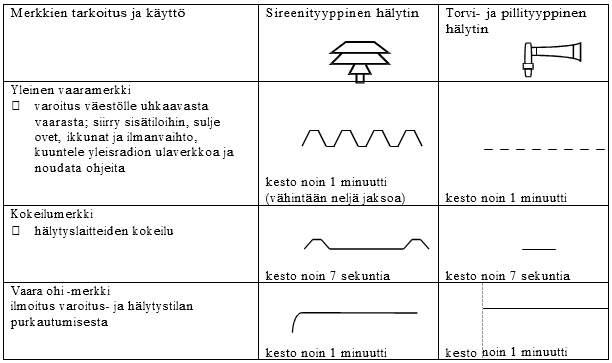 Merkkien tarkoitus ja käyttö
Sireenityyppinen
hälytin
Torvi- ja pillityyppinen
hälytin
Yleinen vaaramerkki
varoitus väestölle uhkaavasta
vaarasta; siirry sisätiloihin, sulje
ovet, ikkunat ja ilmanvaihto,
kuuntele yleisradion ulaverkkoa ja
noudata ohjeita
kesto noin 1 minuutti
(vähintään neljä jaksoa)
kesto noin 1 minuutti
Kokeilumerkki
hälytyslaitteiden kokeilu
kesto noin 7 sekuntia
kesto noin 7 sekuntia
Vaara ohi -merkki
ilmoitus varoitus- ja hälytystilan
purkautumisesta
kesto noin 1 minuutti
kesto noin 1 minuutti